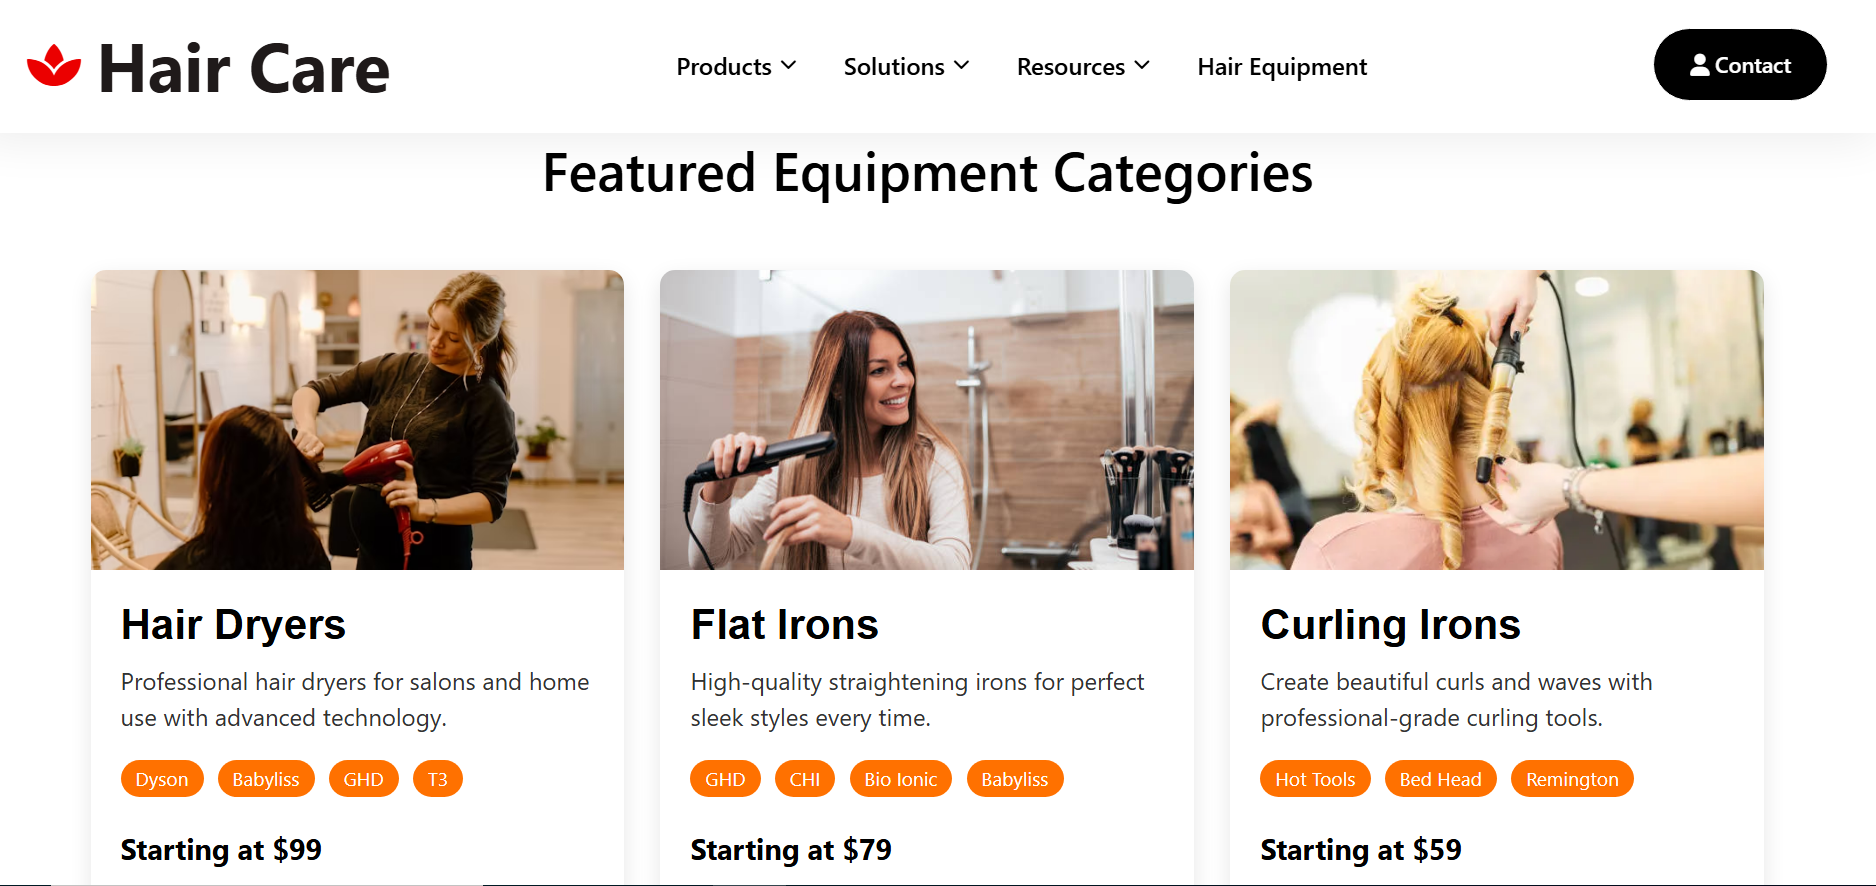 Hair Care
Products
Solutions
Resources
Hair Equipment
Contact
Featured Equipment Categories
Hair Dryers
Professional hair dryers for salons and home
use with advanced technology.
Dyson Babyliss GHD T3
Starting at $99
Flat Irons
High-quality straightening irons for perfect
sleek styles every time.
GHD CHI Bio Ionic Babyliss
Starting at $79
Curling Irons
Create beautiful curls and waves with
professional-grade curling tools.
Hot Tools Bed Head Remington
Starting at $59